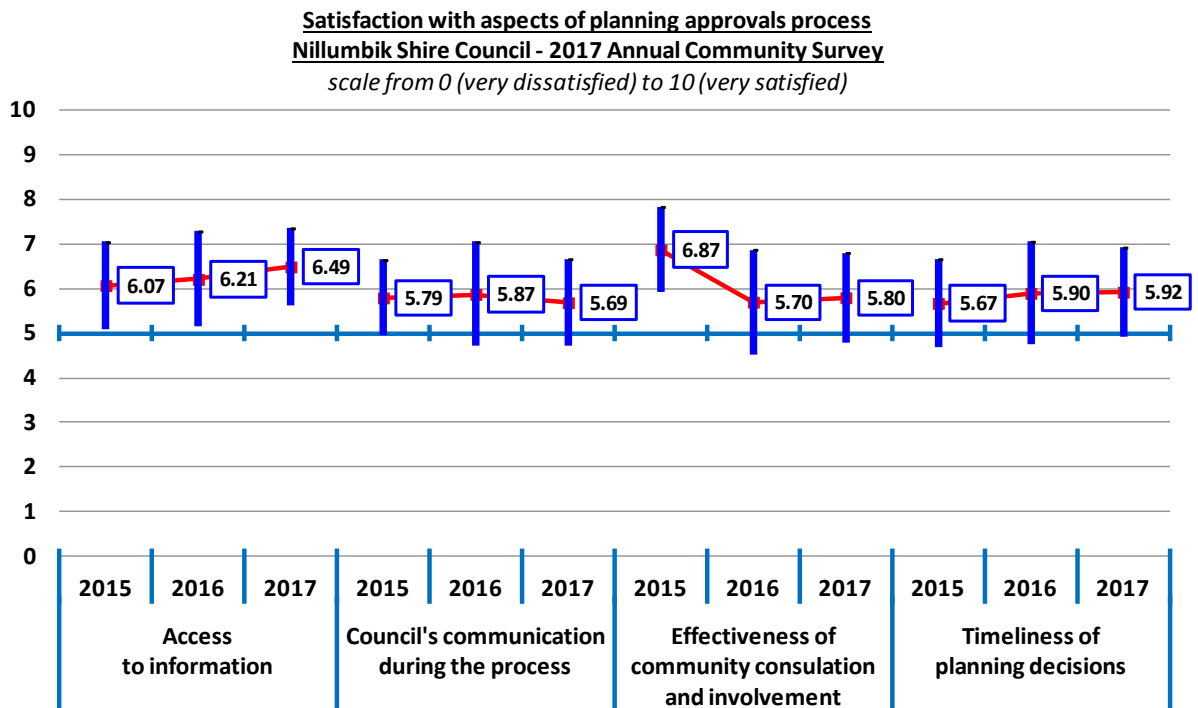 Satisfaction with aspects of planning approvals process
Nillumbik Shire Council - 2017 Annual Community Survey
scale from 0 (very dissatisfied) to 10 (very satisfied)
10
9
8
7
6
5
4
3
2
1
0
6.07
6.21
6.49
5.79
5.87
5.69
6.87
5.70
5.80
5.67
5.90
5.92
2015 2016 2017 2015 2016 2017 2015 2016 2017 2015 2016 2017
Access
to information
Council's communication
during the process
Effectiveness of
community consulation
and involvement
Timeliness of
planning decisions